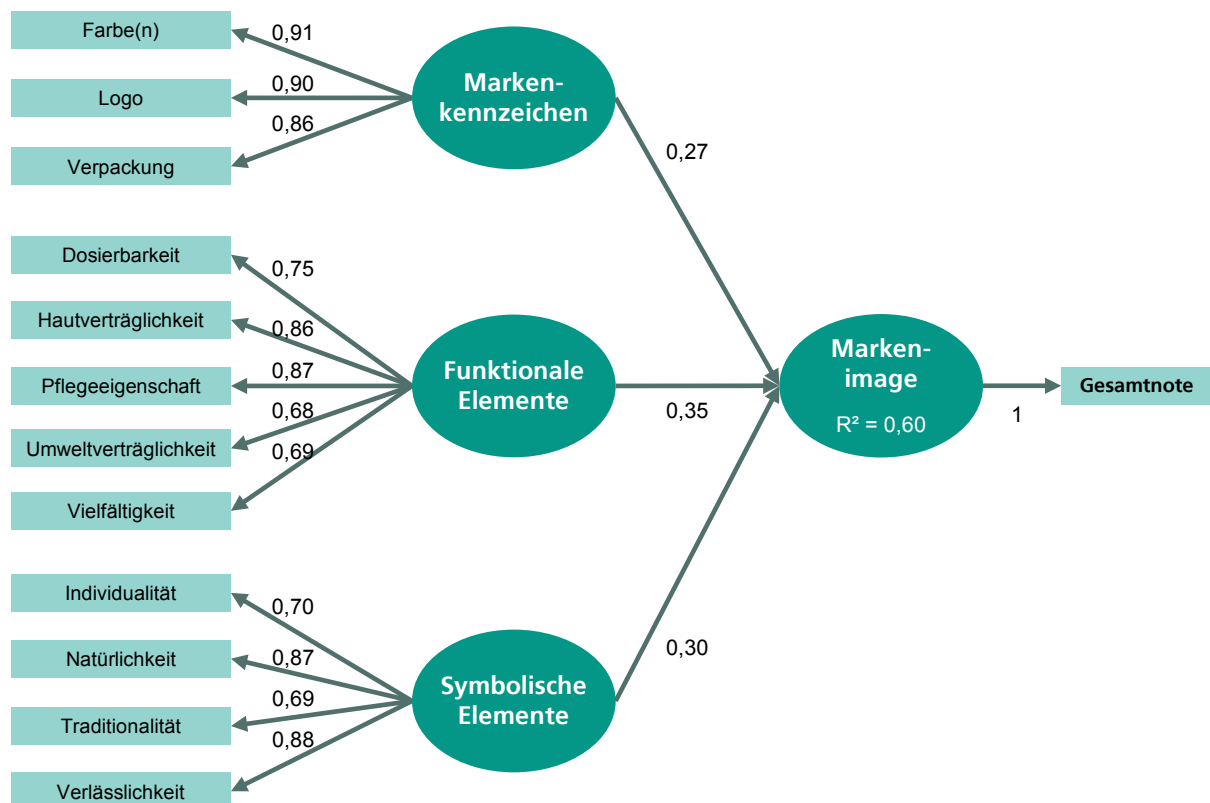 Farbe(n)
0,91
Logo
0,90
Verpackung
0,86
Marken-
kennzeichen
0,27
Dosierbarkeit
0,75
Hautverträglichkeit
0,86
Pflegeeigenschaft
0,87
Umweltverträglichkeit
0,68
Vielfältigkeit
0,69
Funktionale
Elemente
0,35
Individualität
0,70
Natürlichkeit
0,87
Traditionalität
0,69
Verlässlichkeit
0,88
Symbolische
Elemente
0,30
Marken-
image
R² = 0,60
1
Gesamtnote